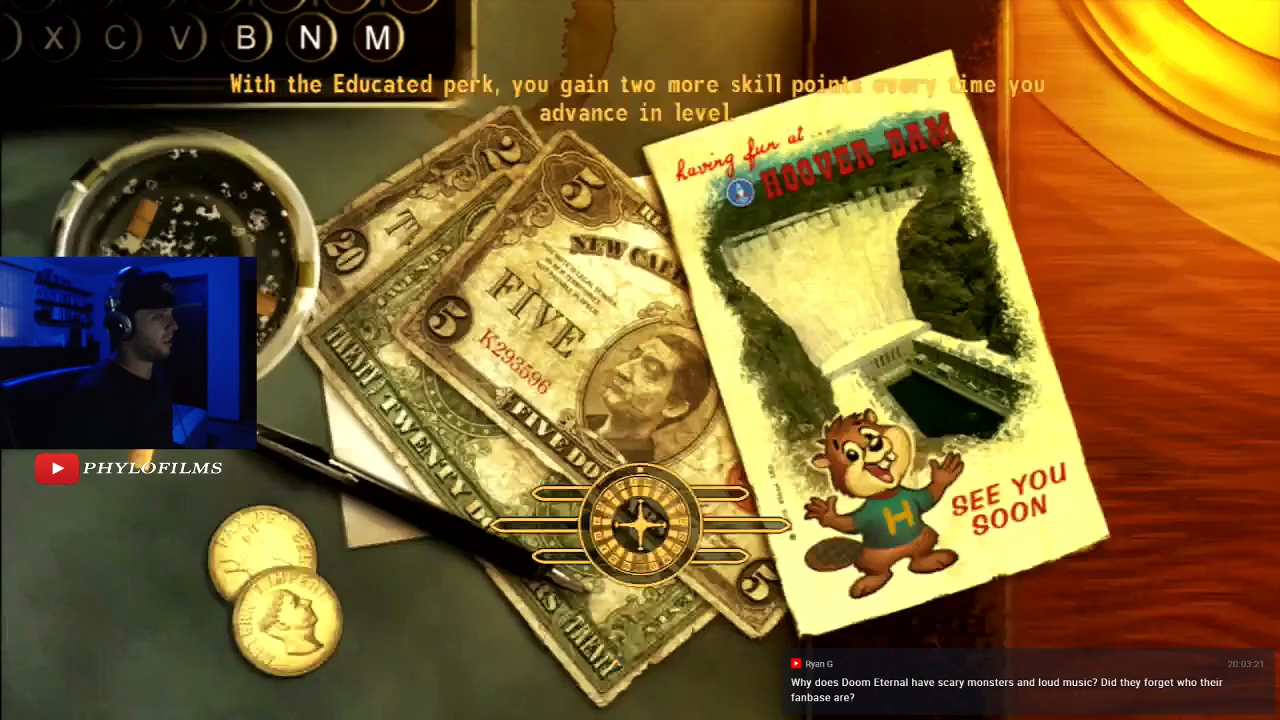 X C V B N M
With the Educated perk, you gain two more skill points every time you
advance in level.
having fun at ...
HOOVER DAM
20
5
NEW CAL
FIVE
5
K293596
FIVE DO
TWENTY
5
SEE YOU
SOON
H
PHYLOFILMS
Ryan G
20:03:21
Why does Doom Eternal have scary monsters and loud music? Did they forget who their
fanbase are?